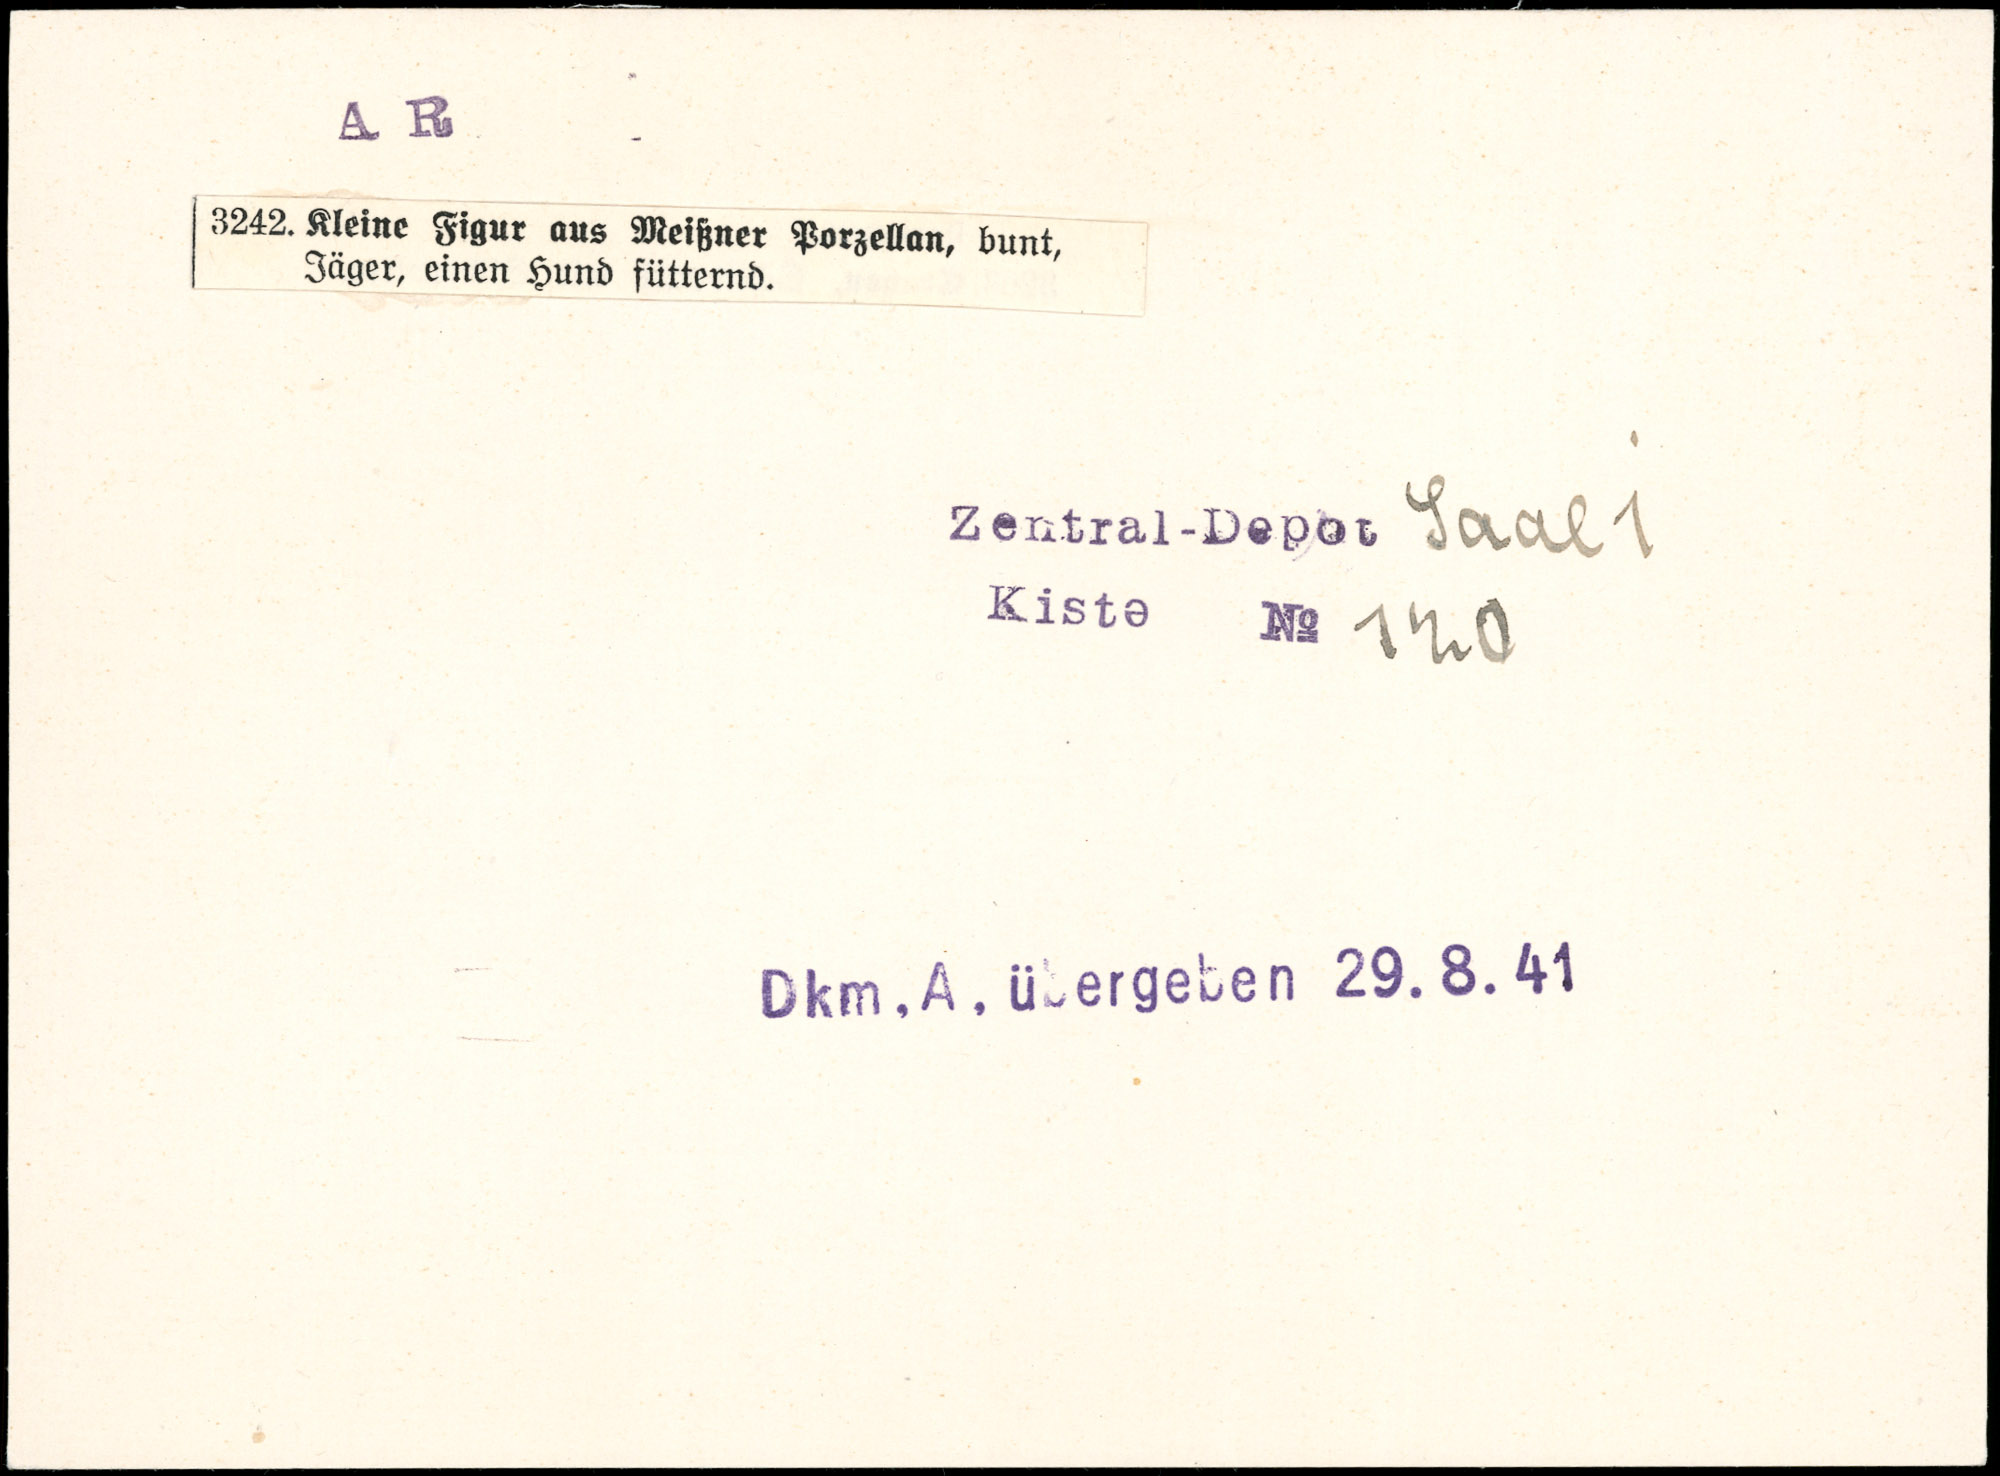 A R
3242. Kleine Figur aus Meißner Porzellan, bunt,
Jäger, einen Hund fütternd.
Zentral-Depot Saal 1
Kiste № 120
Dkm. A. übergeben 29. 8. 41